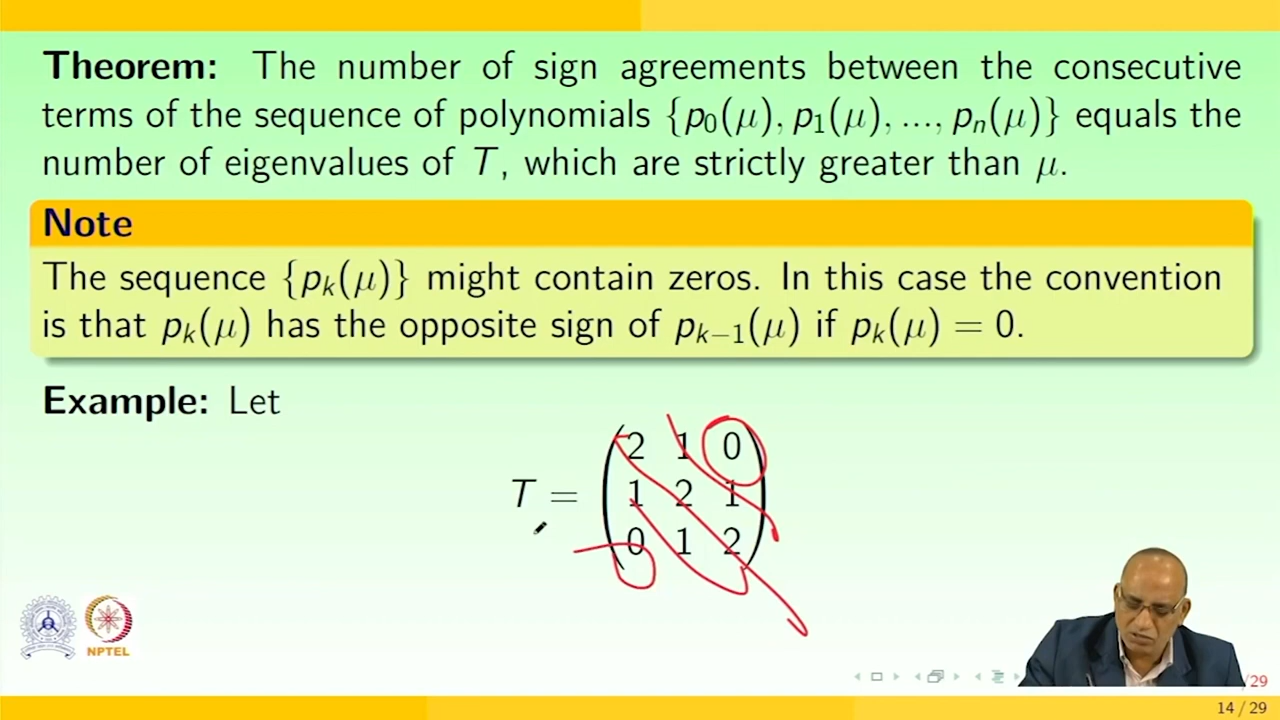 Theorem: The number of sign agreements between the consecutive
terms of the sequence of polynomials {p₀(μ), p₁(μ), ..., pₙ(μ)} equals the
number of eigenvalues of T, which are strictly greater than μ.
Note
The sequence {pₖ(μ)} might contain zeros. In this case the convention
is that pₖ(μ) has the opposite sign of pₖ₋₁(μ) if pₖ(μ) = 0.
Example: Let
2 1 0
T = 1 2 1
0 1 2
NPTEL
/29
14 / 29